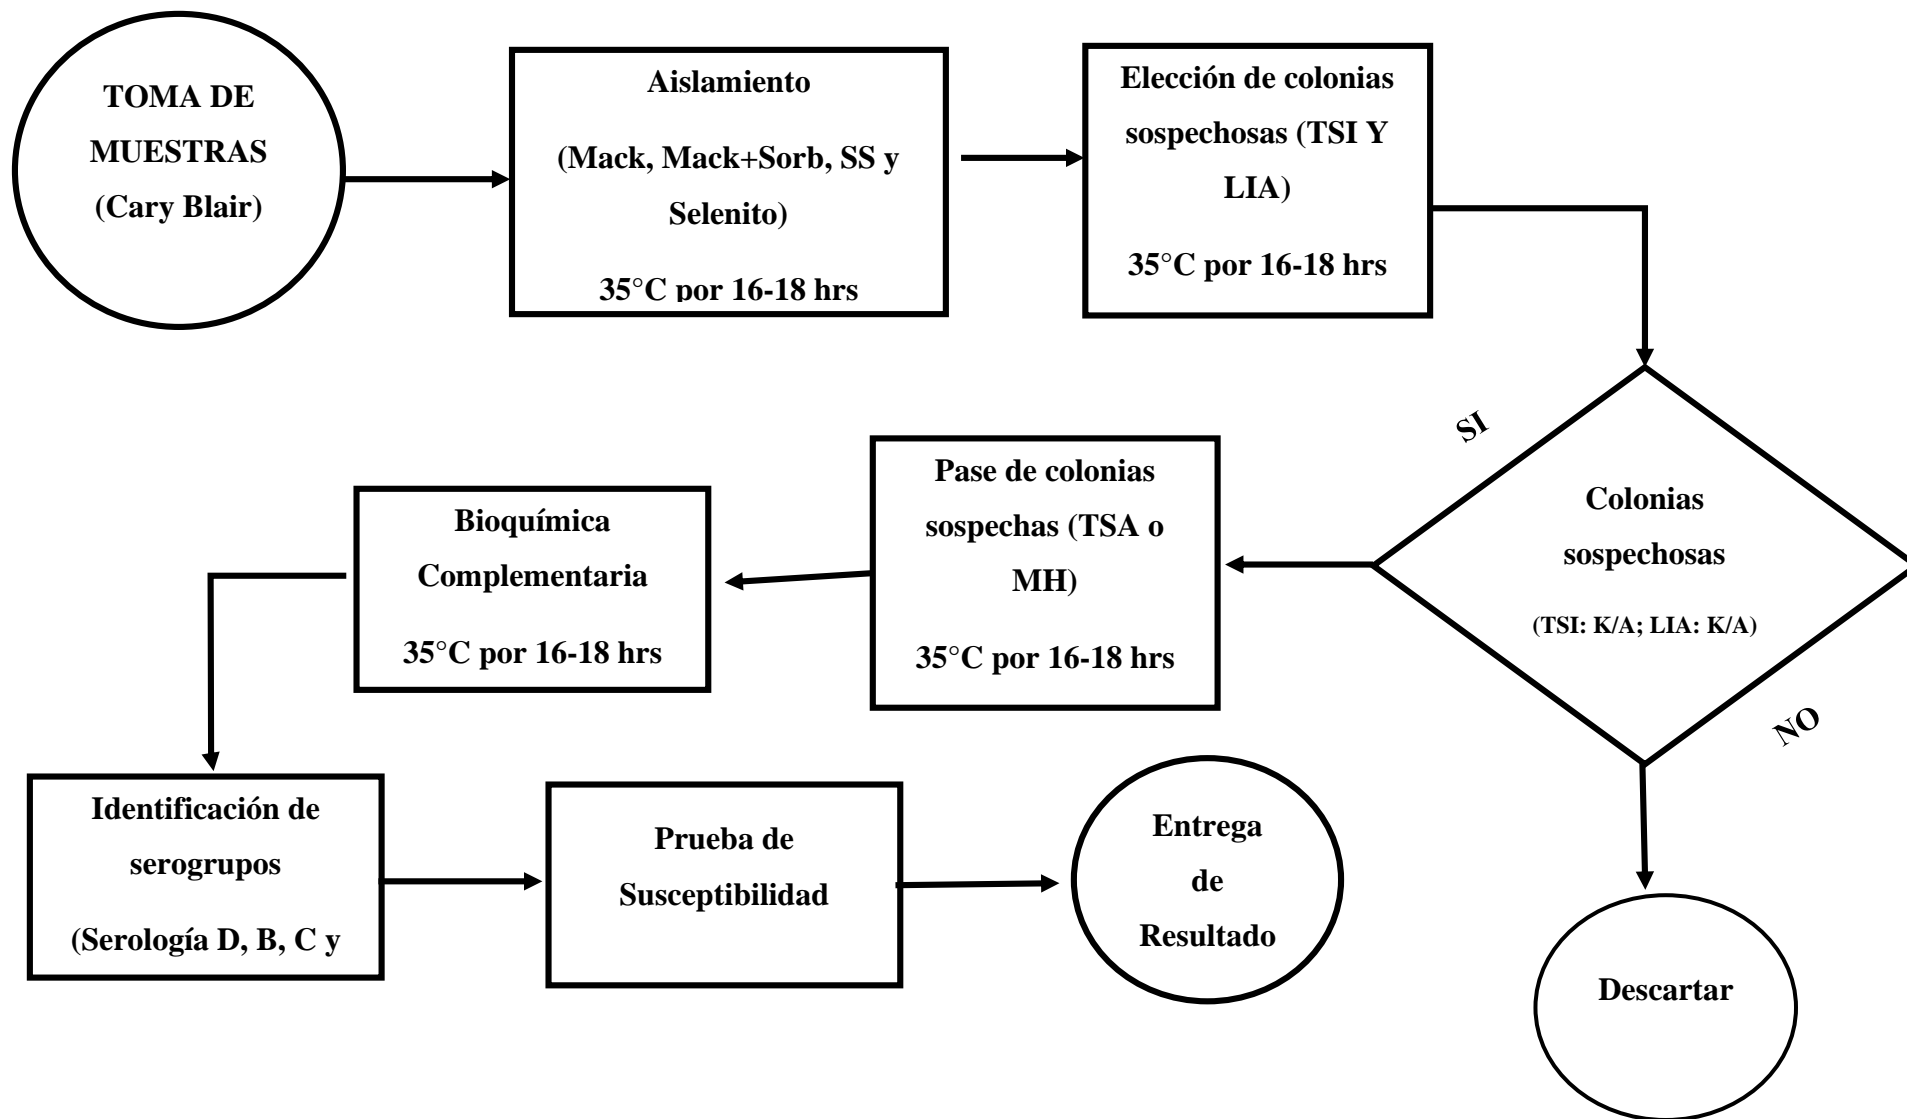 TOMA DE
MUESTRAS
(Cary Blair)
Aislamiento
(Mack, Mack+Sorb, SS y
Selenito)
35°C por 16-18 hrs
Elección de colonias
sospechosas (TSI Y
LIA)
35°C por 16-18 hrs
SI
Colonias
sospechosas
(TSI: K/A; LIA: K/A)
NO
Pase de colonias
sospechas (TSA o
MH)
35°C por 16-18 hrs
Bioquímica
Complementaria
35°C por 16-18 hrs
Identificación de
serogrupos
(Serología D, B, C y
Prueba de
Susceptibilidad
Entrega
de
Resultado
Descartar